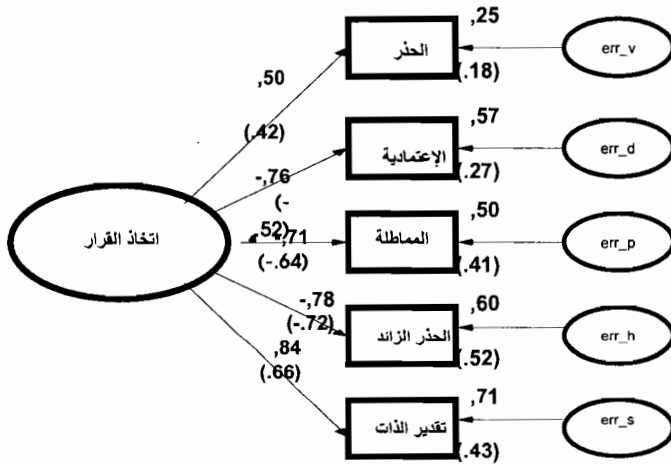 ,25
الحذر
(.18)
err_v
,50
(.42)
,57
الإعتمادية
(.27)
err_d
-,76
(-
,52)
,50
المماطلة
(.41)
err_p
-,71
(-.64)
اتخاذ القرار
,60
الحذر الزائد
(.52)
err_h
-,78
(-.72)
,71
تقدير الذات
(.43)
err_s
,84
(.66)